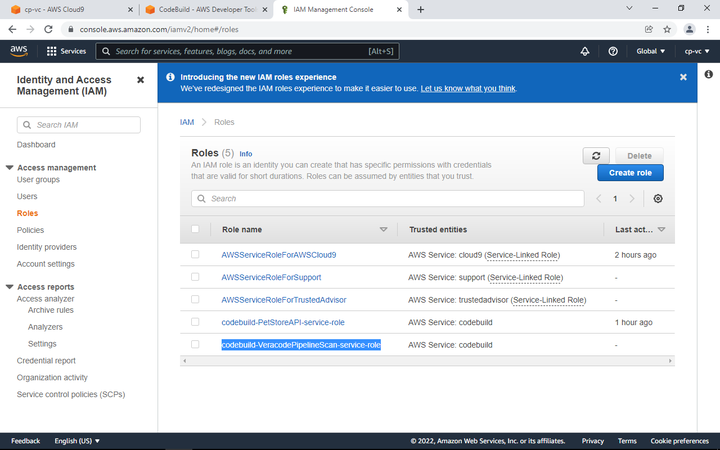 cp-vc - AWS Cloud9
CodeBuild - AWS Developer Tool
IAM Management Console
console.aws.amazon.com/iamv2/home#/roles
aws
Services
Search for services, features, blogs, docs, and more
[Alt+S]
Global ▼
cp-vc ▼
Identity and Access
Management (IAM)
Search IAM
Dashboard
Access management
User groups
Users
Roles
Policies
Identity providers
Account settings
Access reports
Access analyzer
Archive rules
Analyzers
Settings
Credential report
Organization activity
Service control policies (SCPs)
Introducing the new IAM roles experience
We've redesigned the IAM roles experience to make it easier to use. Let us know what you think.
IAM > Roles
Roles (5) Info
An IAM role is an identity you can create that has specific permissions with credentials
that are valid for short durations. Roles can be assumed by entities that you trust.
Delete
Create role
Search
1
Role name Trusted entities Last act...
AWSServiceRoleForAWSCloud9 AWS Service: cloud9 (Service-Linked Role) 2 hours ago
AWSServiceRoleForSupport AWS Service: support (Service-Linked Role) -
AWSServiceRoleForTrustedAdvisor AWS Service: trustedadvisor (Service-Linked Role) -
codebuild-PetStoreAPI-service-role AWS Service: codebuild 1 hour ago
codebuild-VeracodePipelineScan-service-role AWS Service: codebuild -
Feedback English (US) ▼ © 2022, Amazon Web Services, Inc. or its affiliates. Privacy Terms Cookie preferences